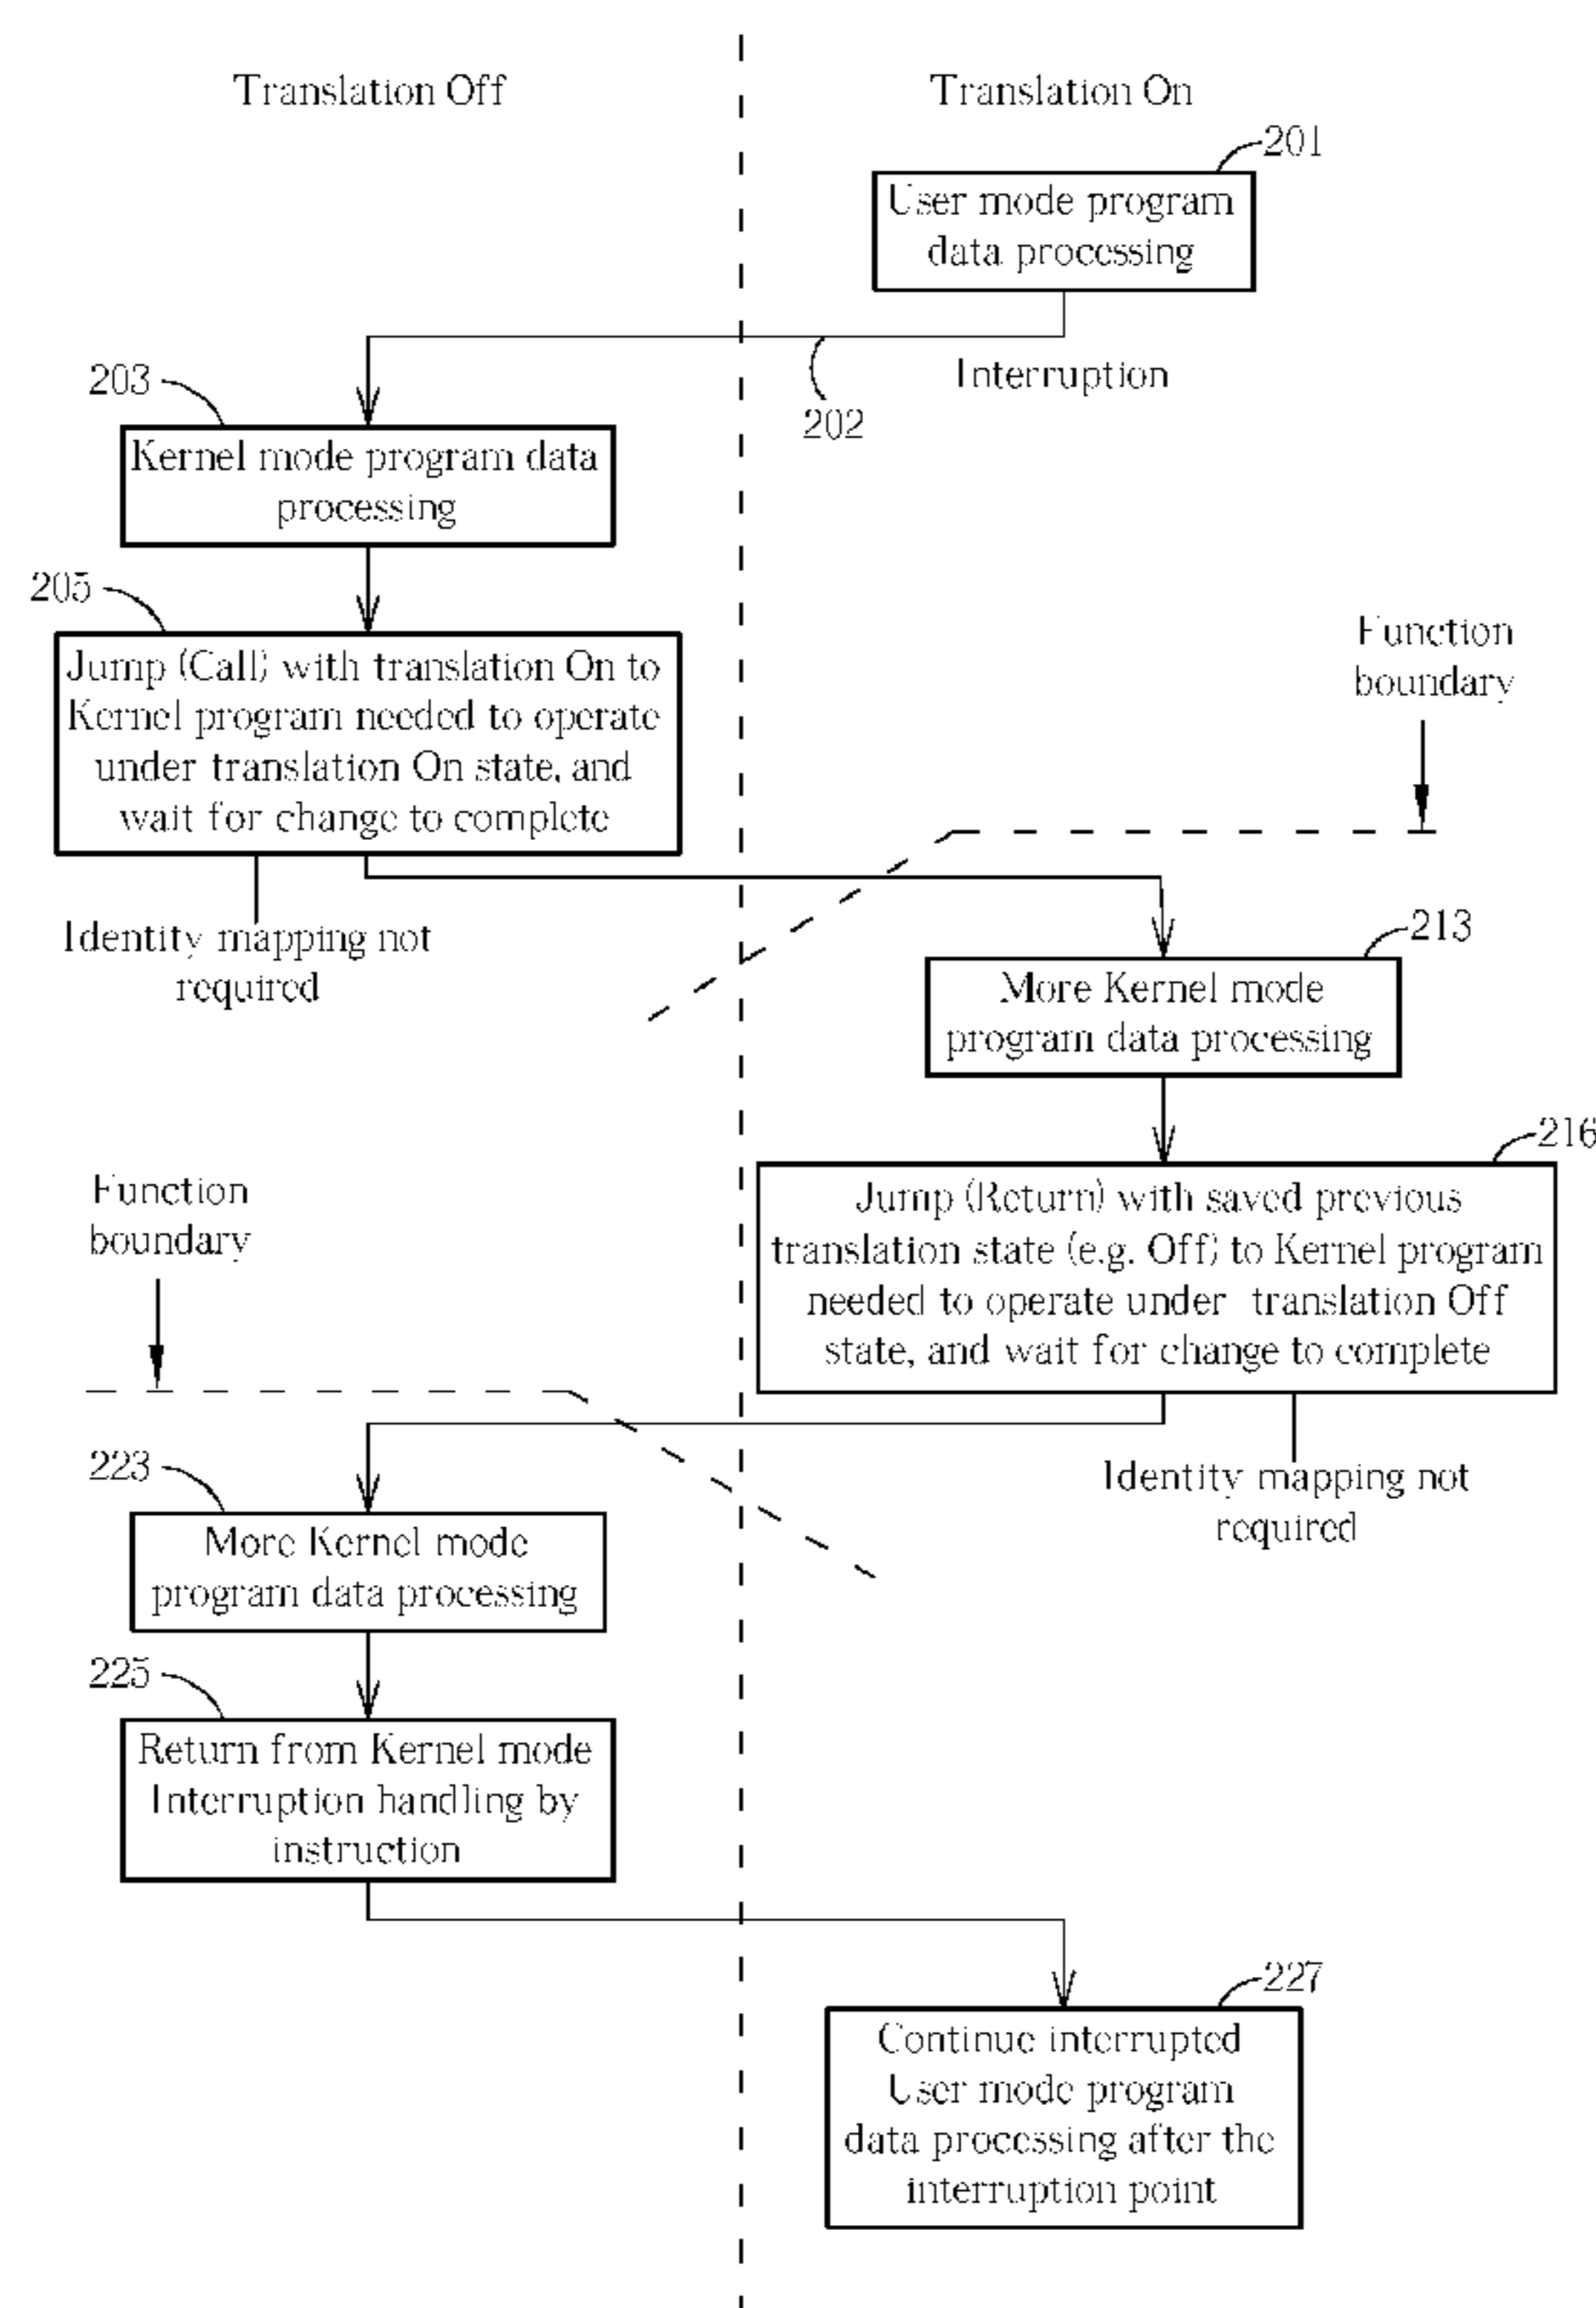 Translation Off
Translation On
201
User mode program
data processing
Interruption
202
203
Kernel mode program data
processing
205
Jump (Call) with translation On to
Kernel program needed to operate
under translation On state, and
wait for change to complete
Identity mapping not
required
Function
boundary
213
More Kernel mode
program data processing
216
Jump (Return) with saved previous
translation state (e.g. Off) to Kernel program
needed to operate under translation Off
state, and wait for change to complete
Identity mapping not
required
Function
boundary
223
More Kernel mode
program data processing
225
Return from Kernel mode
Interruption handling by
instruction
227
Continue interrupted
User mode program
data processing after the
interruption point